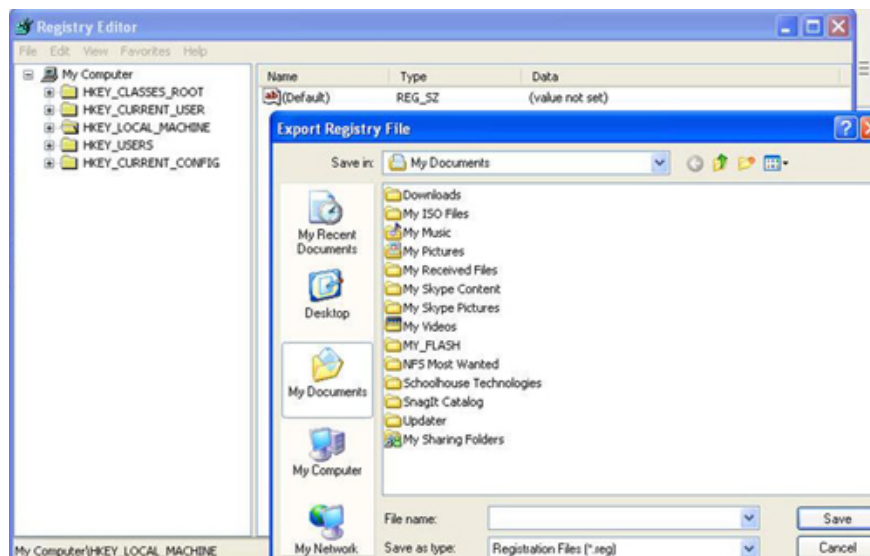 Registry Editor
File Edit View Favorites Help
My Computer
HKEY_CLASSES_ROOT
HKEY_CURRENT_USER
HKEY_LOCAL_MACHINE
HKEY_USERS
HKEY_CURRENT_CONFIG
Name Type Data
ab (Default) REG_SZ (value not set)
Export Registry File
Save in: My Documents
My Recent
Documents
Desktop
My Documents
My Computer
My Network
Downloads
My ISO Files
My Music
My Pictures
My Received Files
My Skype Content
My Skype Pictures
My Videos
MY_FLASH
NFS Most Wanted
Schoolhouse Technologies
SnagIt Catalog
Updater
My Sharing Folders
File name: Save
Save as type: Registration Files (*.reg) Cancel
My Computer\HKEY_LOCAL_MACHINE